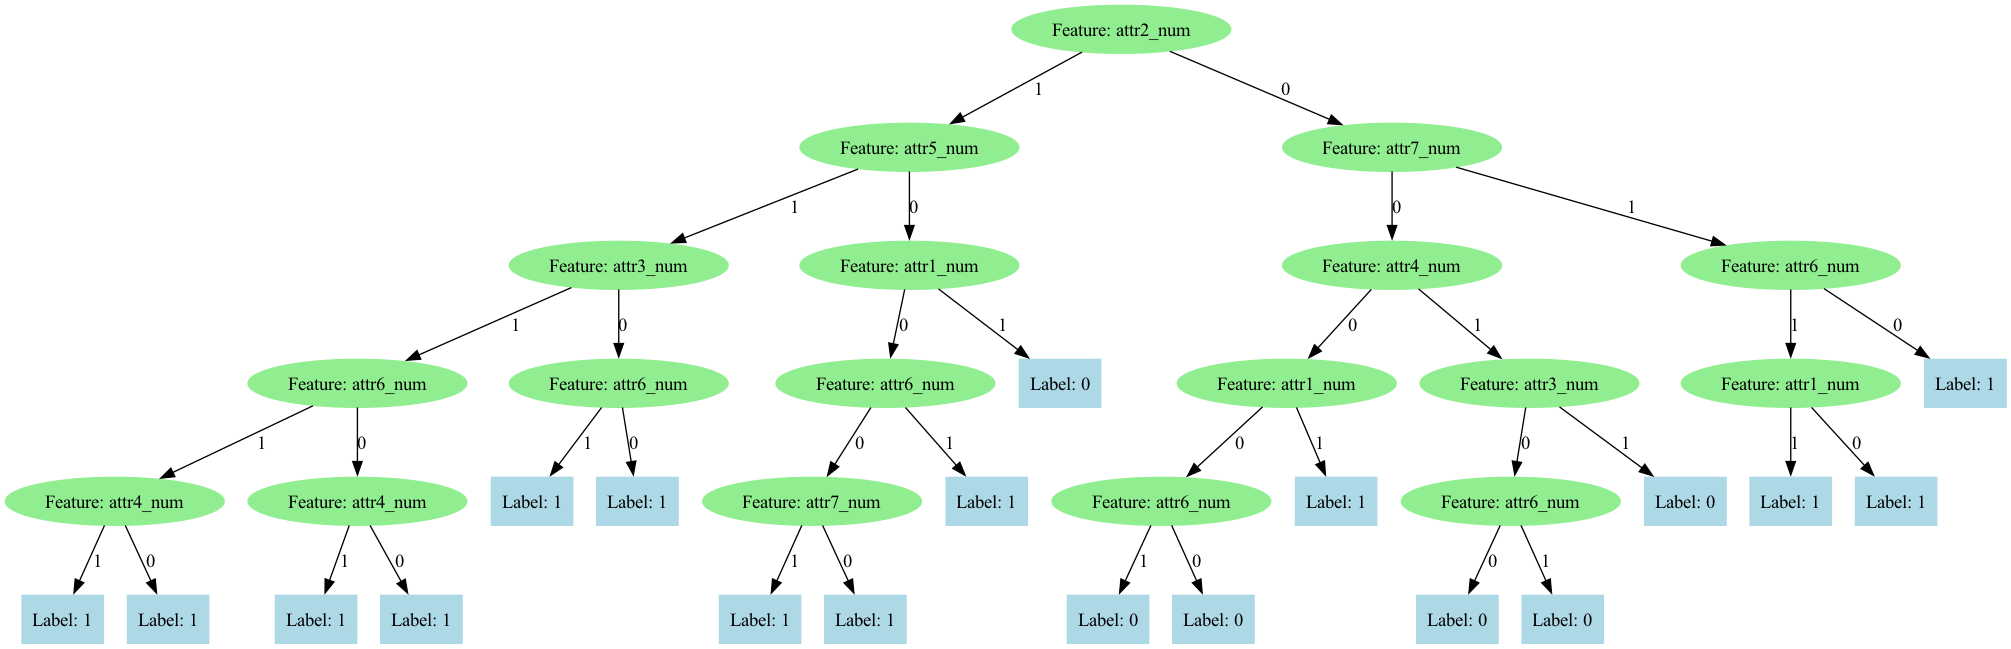 Feature: attr2_num
1
0
Feature: attr5_num
Feature: attr7_num
1
0
0
1
Feature: attr3_num
Feature: attr1_num
Feature: attr4_num
Feature: attr6_num
1
0
0
1
0
1
1
0
Feature: attr6_num
Feature: attr6_num
Feature: attr6_num
Label: 0
Feature: attr1_num
Feature: attr3_num
Feature: attr1_num
Label: 1
1
0
1
0
0
1
0
1
0
1
1
0
Feature: attr4_num
Feature: attr4_num
Label: 1
Label: 1
Feature: attr7_num
Label: 1
Feature: attr6_num
Label: 1
Feature: attr6_num
Label: 0
Label: 1
Label: 1
1
0
1
0
1
0
1
0
0
1
Label: 1
Label: 1
Label: 1
Label: 1
Label: 1
Label: 1
Label: 0
Label: 0
Label: 0
Label: 0